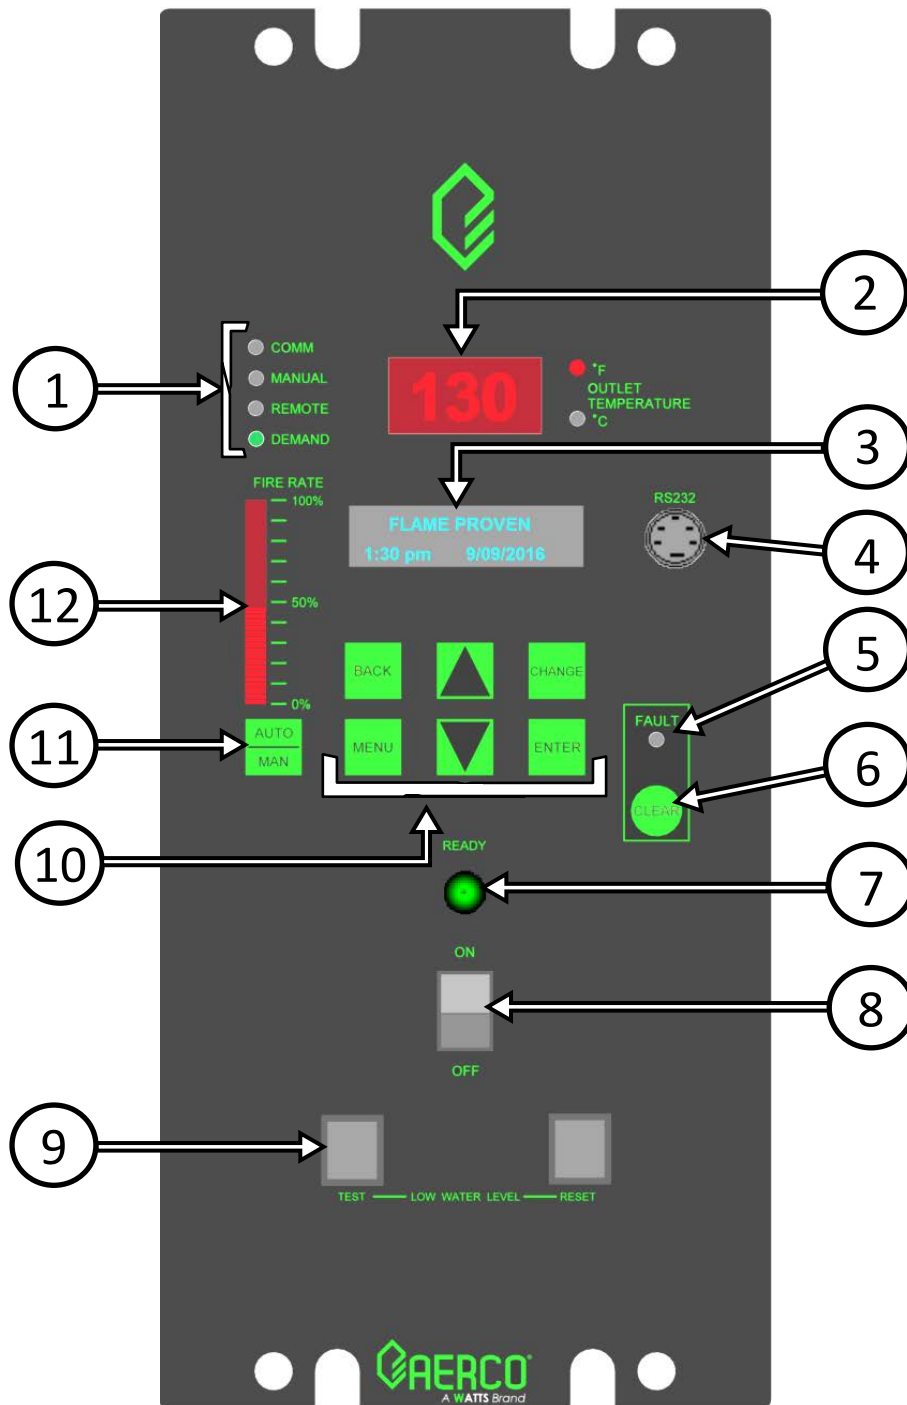 2
1
COMM
MANUAL
REMOTE
DEMAND
130
°F
OUTLET
TEMPERATURE
°C
3
FIRE RATE
100%
50%
0%
FLAME PROVEN
1:30 pm 9/09/2016
RS232
4
12
BACK
CHANGE
MENU
ENTER
5
FAULT
CLEAR
6
11
AUTO
MAN
10
READY
7
ON
OFF
8
9
TEST LOW WATER LEVEL RESET
AERCO
A WATTS Brand